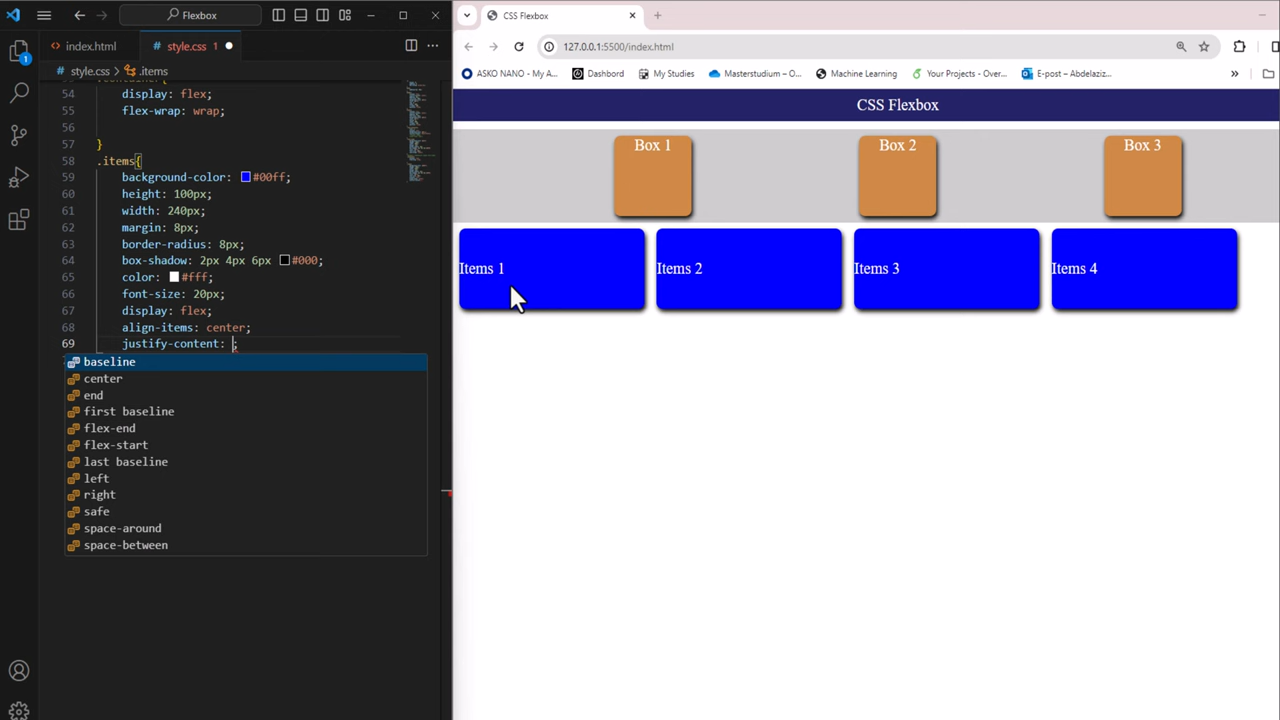 Flexbox
index.html
style.css 1
style.css
.items
54
display: flex;
55
flex-wrap: wrap;
56
57
}
58
.items{
59
background-color: #00ff;
60
height: 100px;
61
width: 240px;
62
margin: 8px;
63
border-radius: 8px;
64
box-shadow: 2px 4px 6px #000;
65
color: #fff;
66
font-size: 20px;
67
display: flex;
68
align-items: center;
69
justify-content: ;
baseline
center
end
first baseline
flex-end
flex-start
last baseline
left
right
safe
space-around
space-between
1
CSS Flexbox
127.0.0.1:5500/index.html
ASKO NANO - My A...
Dashbord
My Studies
Masterstudium – O...
Machine Learning
Your Projects - Over...
E-post – Abdelaziz...
CSS Flexbox
Box 1
Box 2
Box 3
Items 1
Items 2
Items 3
Items 4